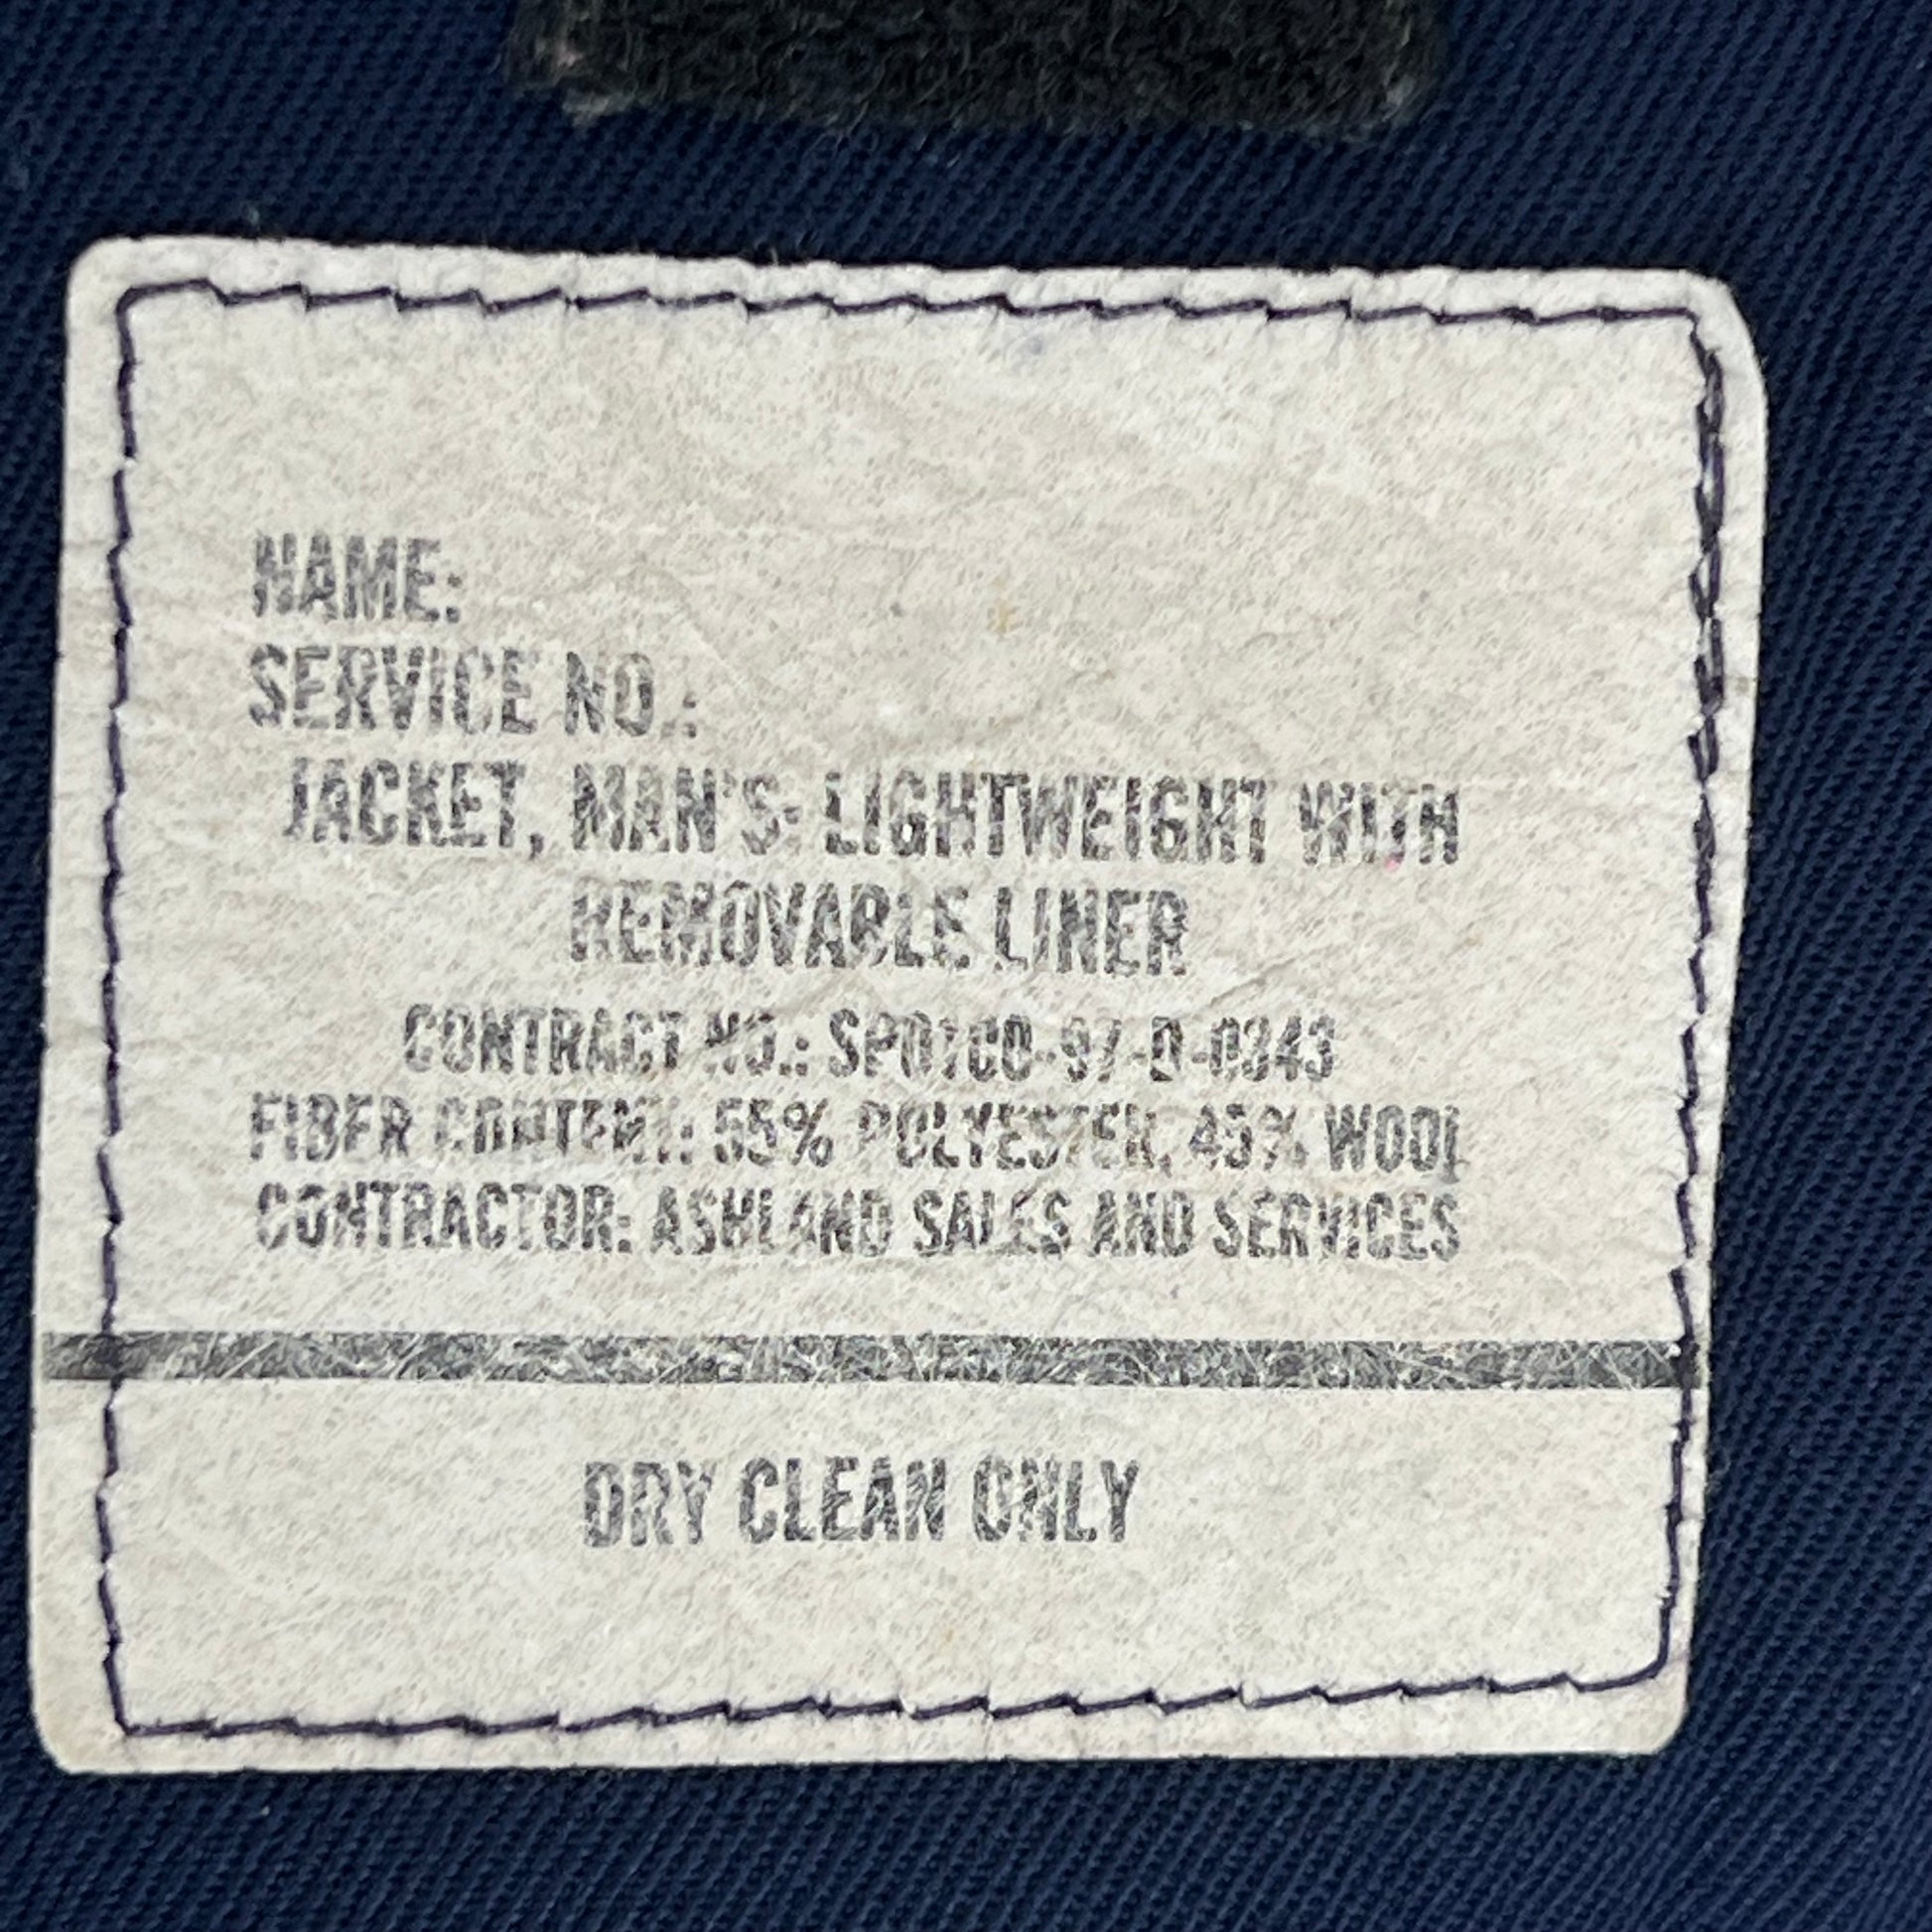 NAME:
SERVICE NO.:
JACKET, MAN'S: LIGHTWEIGHT WITH
REMOVABLE LINER
CONTRACT NO.: SP0100-97-D-0343
FIBER CONTENT: 55% POLYESTER, 45% WOOL
CONTRACTOR: ASHLAND SALES AND SERVICES
DRY CLEAN ONLY